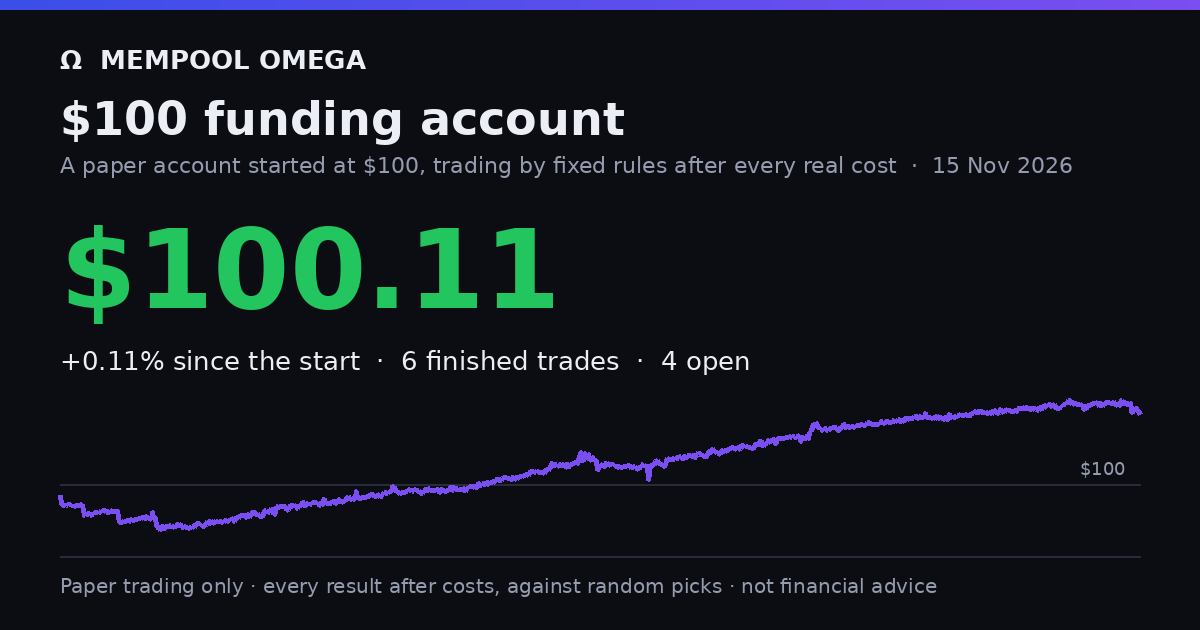 Ω MEMPOOL OMEGA
$100 funding account
A paper account started at $100, trading by fixed rules after every real cost · 15 Nov 2026
$100.11
+0.11% since the start · 6 finished trades · 4 open
$100
Paper trading only · every result after costs, against random picks · not financial advice